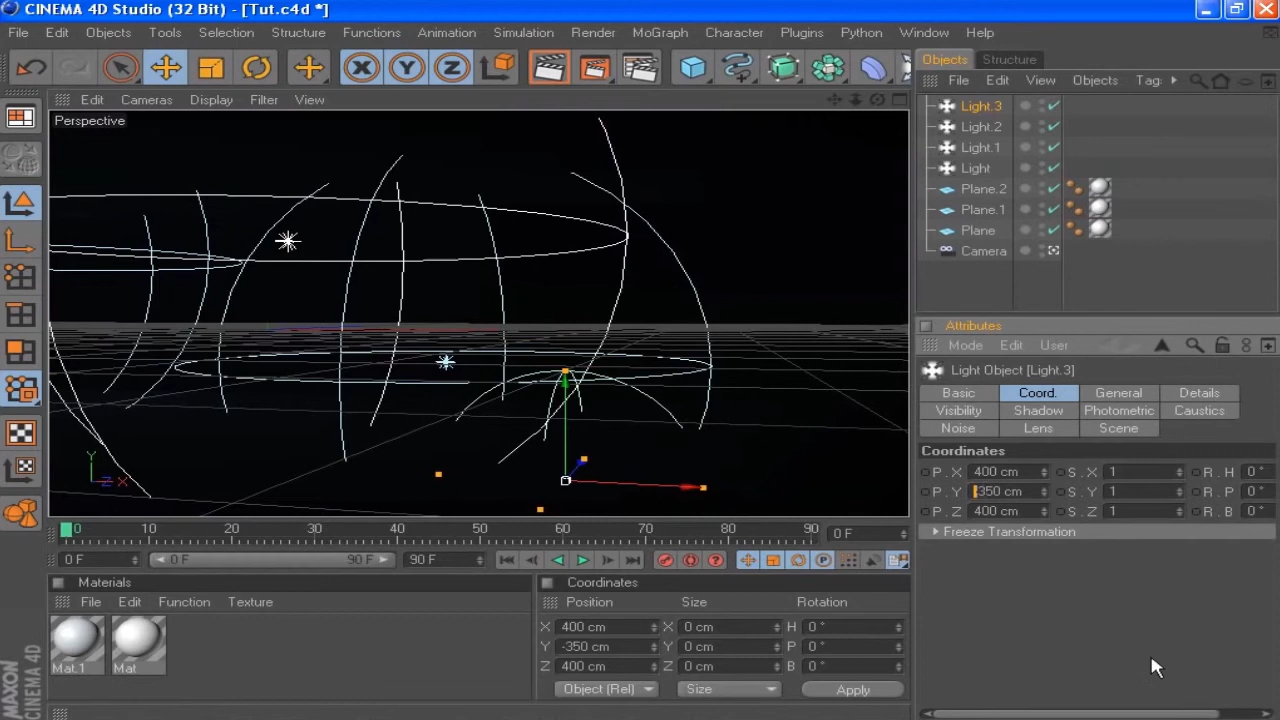 CINEMA 4D Studio (32 Bit) - [Tut.c4d *]
File Edit Objects Tools Selection Structure Functions Animation Simulation Render MoGraph Character Plugins Python Window Help
Objects Structure
File Edit View Objects Tag
Edit Cameras Display Filter View
Perspective
Light.3
Light.2
Light.1
Light
Plane.2
Plane.1
Plane
Camera
Attributes
Mode Edit User
Light Object [Light.3]
Basic Coord. General Details
Visibility Shadow Photometric Caustics
Noise Lens Scene
Coordinates
P . X 400 cm S . X 1 R . H 0 °
P . Y 350 cm S . Y 1 R . P 0 °
P . Z 400 cm S . Z 1 R . B 0 °
Freeze Transformation
Y
Z X
0 10 20 30 40 50 60 70 80 90 0 F
0 F 0 F 90 F 90 F
Materials
File Edit Function Texture
Mat.1 Mat
Coordinates
Position Size Rotation
X 400 cm X 0 cm H 0 °
Y -350 cm Y 0 cm P 0 °
Z 400 cm Z 0 cm B 0 °
Object (Rel) Size Apply
MAXON
CINEMA 4D